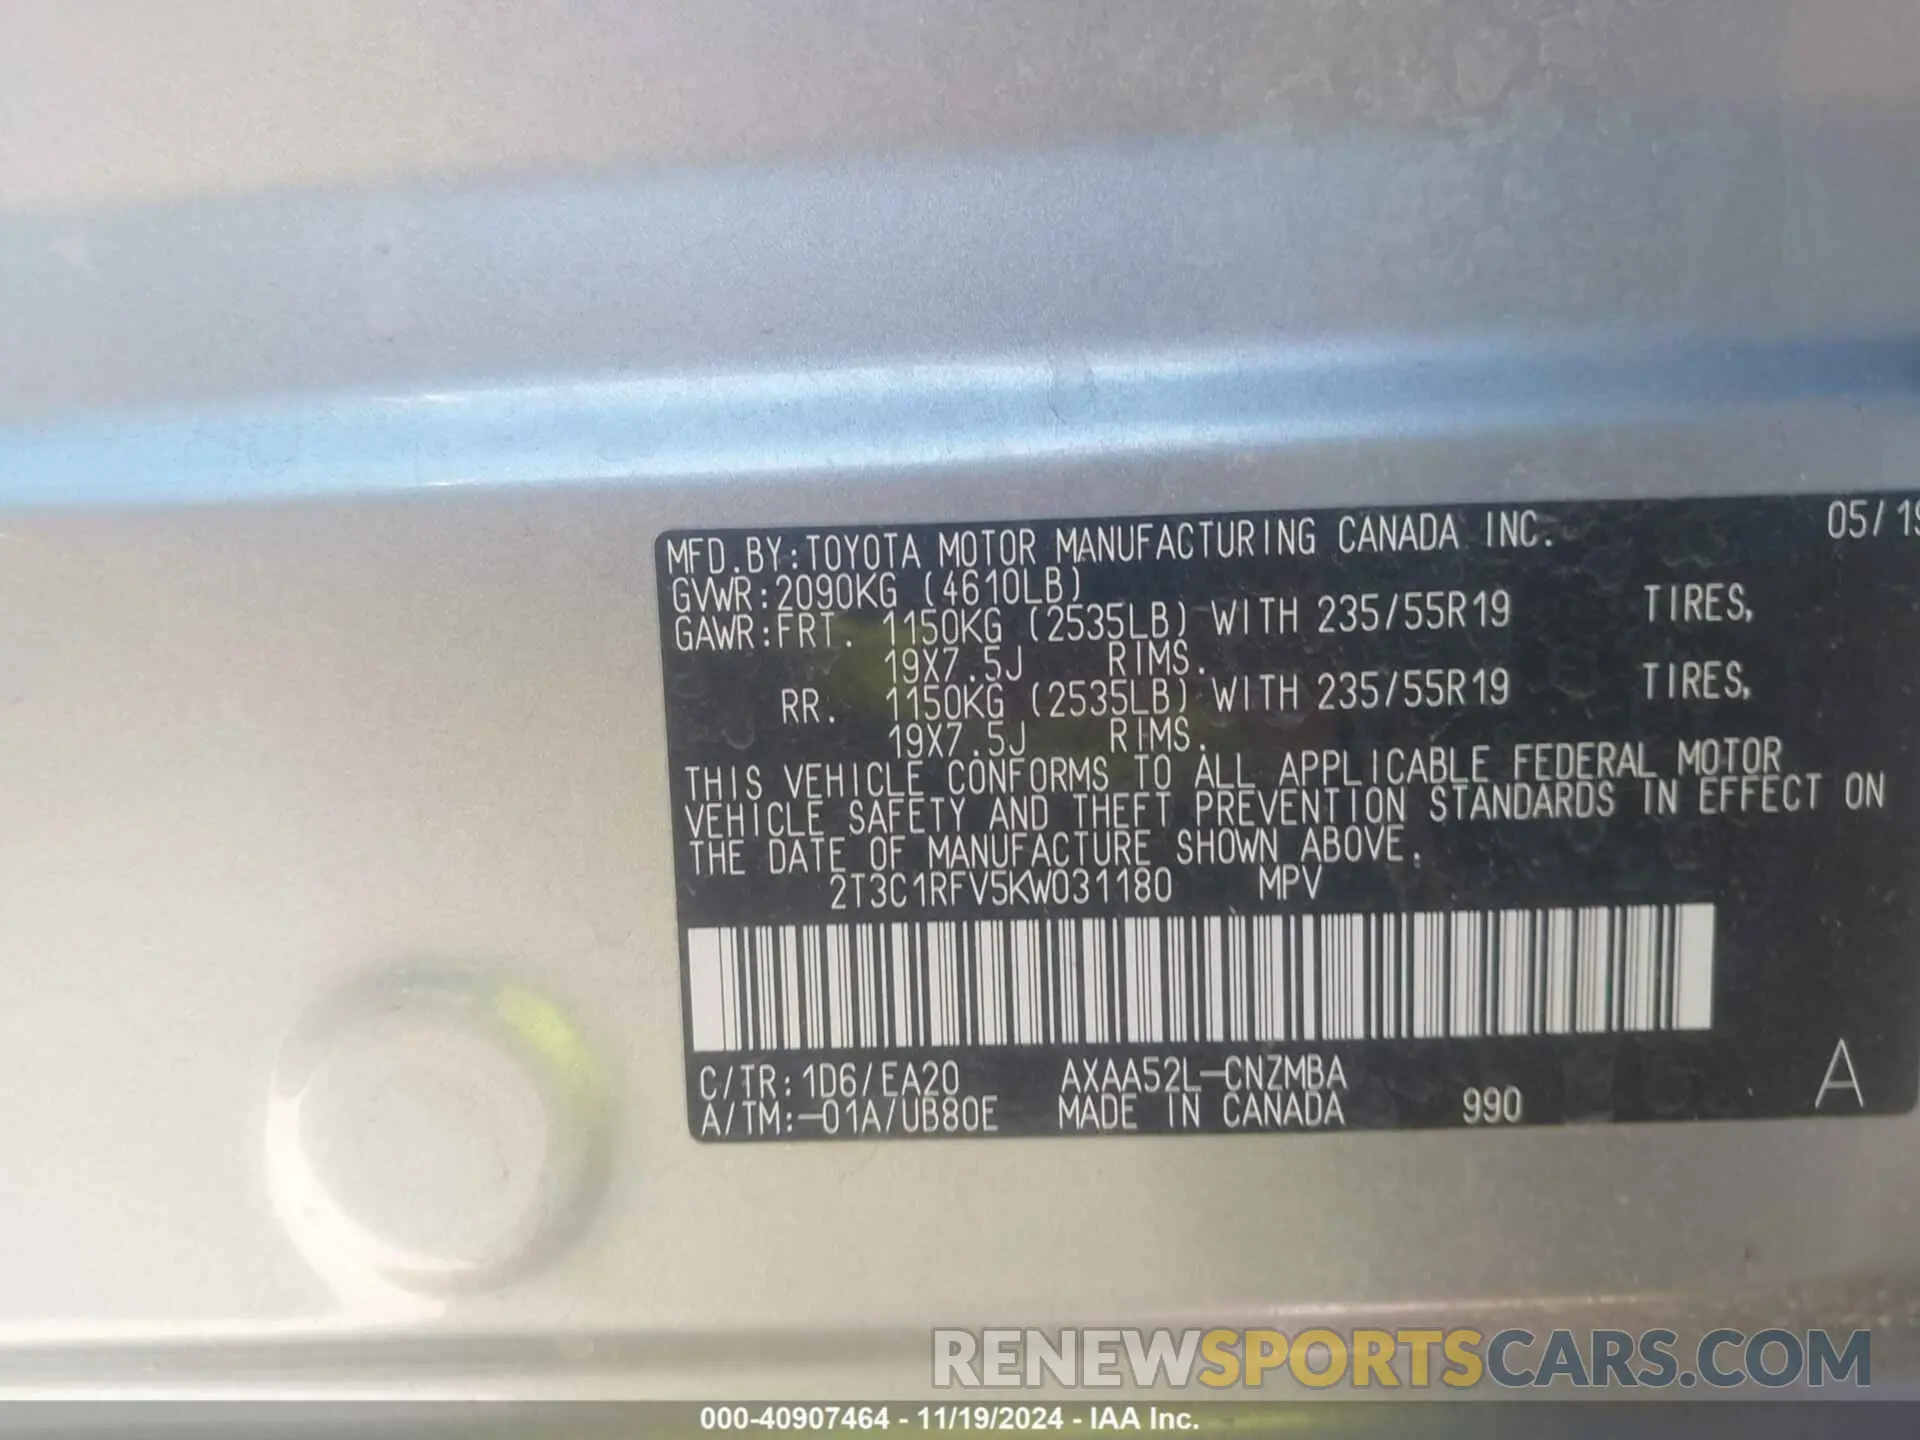 MFD.BY:TOYOTA MOTOR MANUFACTURING CANADA INC. 05/19
GVWR:2090KG (4610LB)
GAWR:FRT. 1150KG (2535LB) WITH 235/55R19 TIRES,
19X7.5J RIMS.
RR. 1150KG (2535LB) WITH 235/55R19 TIRES,
19X7.5J RIMS.
THIS VEHICLE CONFORMS TO ALL APPLICABLE FEDERAL MOTOR
VEHICLE SAFETY AND THEFT PREVENTION STANDARDS IN EFFECT ON
THE DATE OF MANUFACTURE SHOWN ABOVE.
2T3C1RFV5KW031180 MPV
C/TR:1D6/EA20 AXAA52L-CNZMBA
A/TM:-01A/UB80E MADE IN CANADA 990 A
RENEWSPORTSCARS.COM
000-40907464 - 11/19/2024 - IAA Inc.